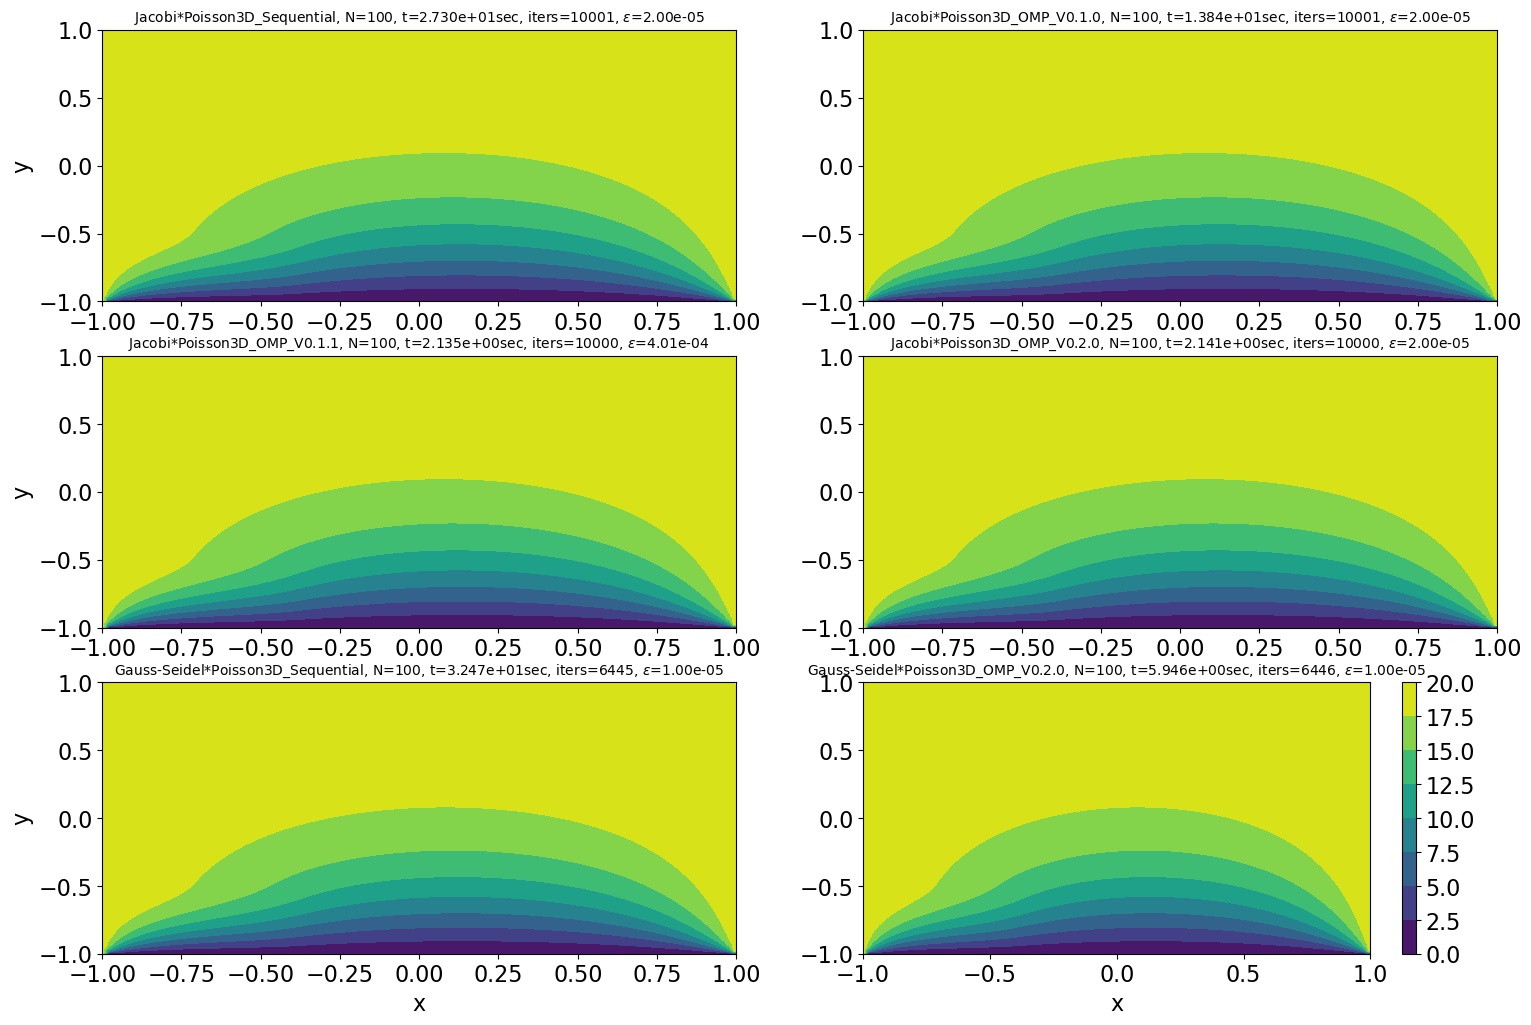 Jacobi*Poisson3D_Sequential, N=100, t=2.730e+01sec, iters=10001, ε=2.00e-05
1.0
0.5
0.0
−0.5
−1.0
y
−1.00 −0.75 −0.50 −0.25 0.00 0.25 0.50 0.75 1.00
Jacobi*Poisson3D_OMP_V0.1.0, N=100, t=1.384e+01sec, iters=10001, ε=2.00e-05
1.0
0.5
0.0
−0.5
−1.0
−1.00 −0.75 −0.50 −0.25 0.00 0.25 0.50 0.75 1.00
Jacobi*Poisson3D_OMP_V0.1.1, N=100, t=2.135e+00sec, iters=10000, ε=4.01e-04
1.0
0.5
0.0
−0.5
−1.0
y
−1.00 −0.75 −0.50 −0.25 0.00 0.25 0.50 0.75 1.00
Jacobi*Poisson3D_OMP_V0.2.0, N=100, t=2.141e+00sec, iters=10000, ε=2.00e-05
1.0
0.5
0.0
−0.5
−1.0
−1.00 −0.75 −0.50 −0.25 0.00 0.25 0.50 0.75 1.00
Gauss-Seidel*Poisson3D_Sequential, N=100, t=3.247e+01sec, iters=6445, ε=1.00e-05
1.0
0.5
0.0
−0.5
−1.0
y
−1.00 −0.75 −0.50 −0.25 0.00 0.25 0.50 0.75 1.00
x
Gauss-Seidel*Poisson3D_OMP_V0.2.0, N=100, t=5.946e+00sec, iters=6446, ε=1.00e-05
1.0
0.5
0.0
−0.5
−1.0
−1.0 −0.5 0.0 0.5 1.0
x
20.0
17.5
15.0
12.5
10.0
7.5
5.0
2.5
0.0